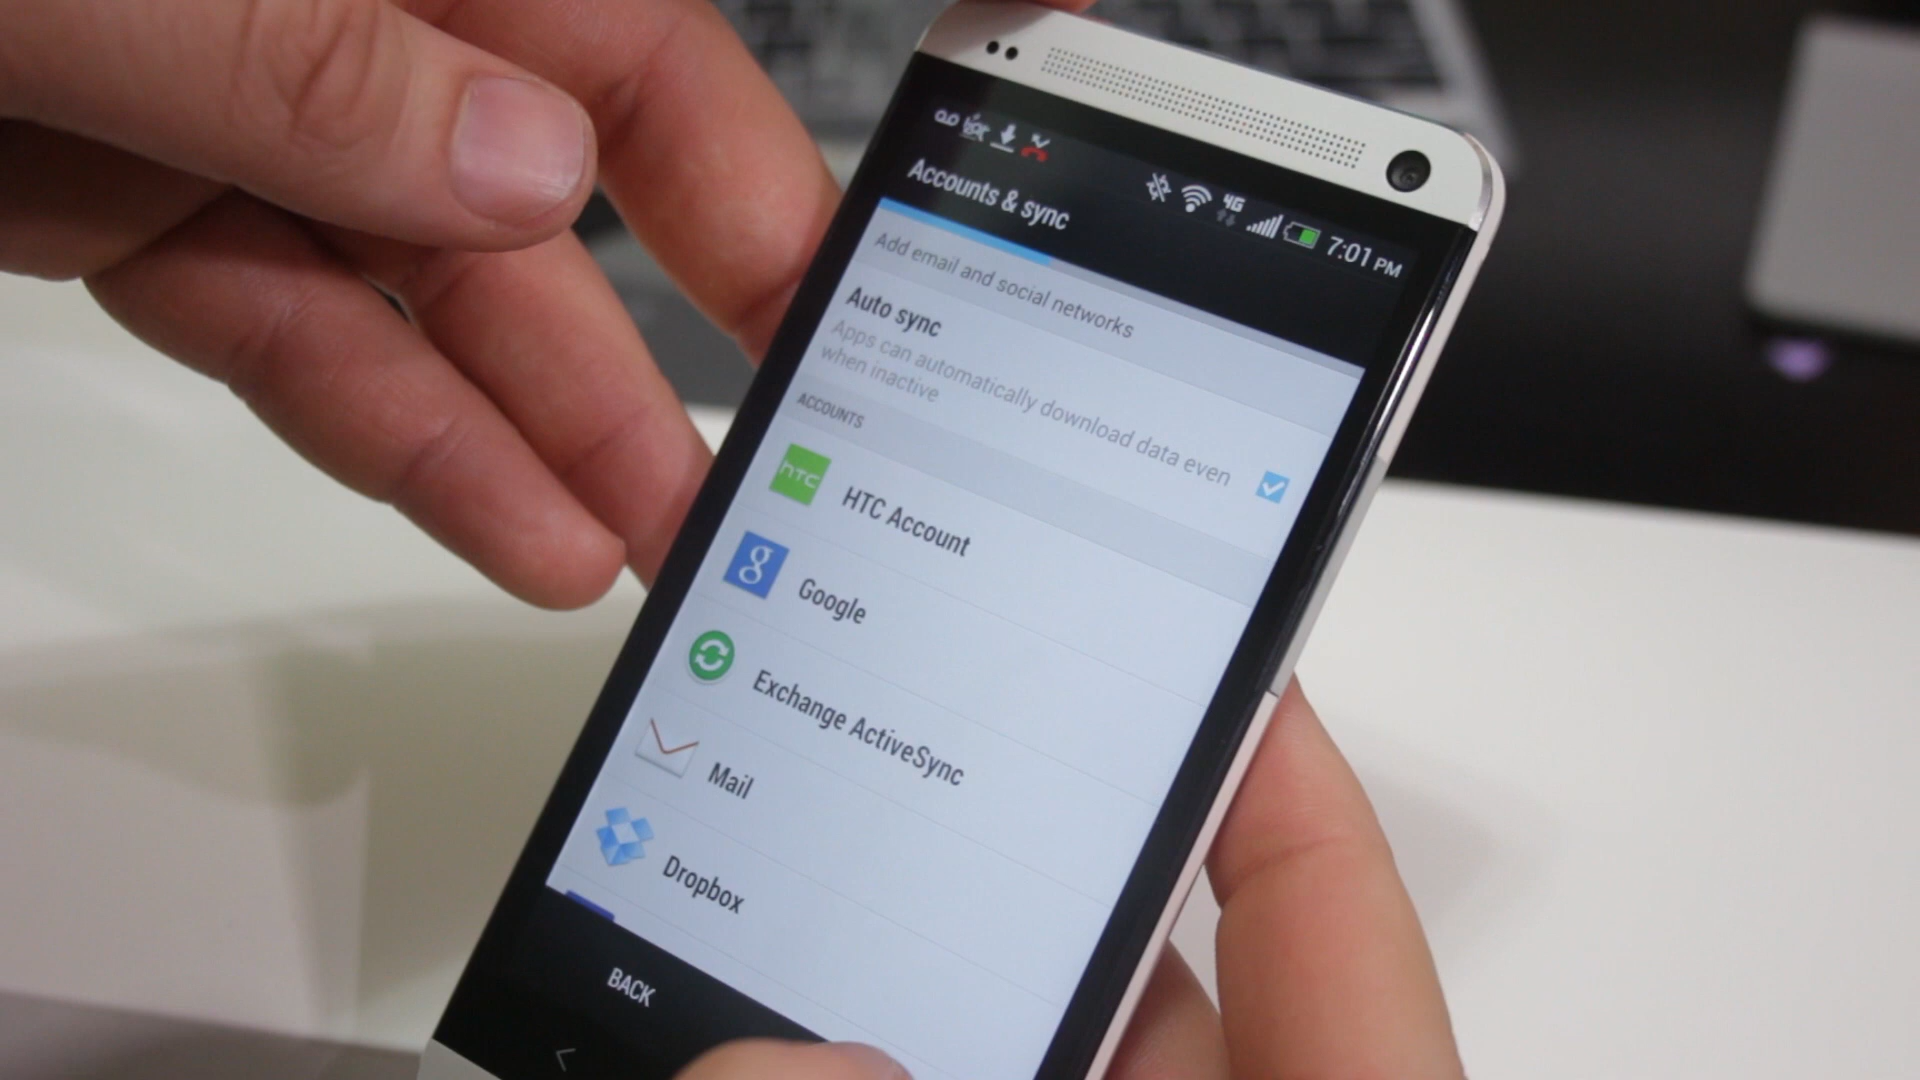 4G
7:01 PM
Accounts & sync
Add email and social networks
Auto sync
Apps can automatically download data even
when inactive
ACCOUNTS
hTC
HTC Account
g
Google
Exchange ActiveSync
Mail
Dropbox
BACK